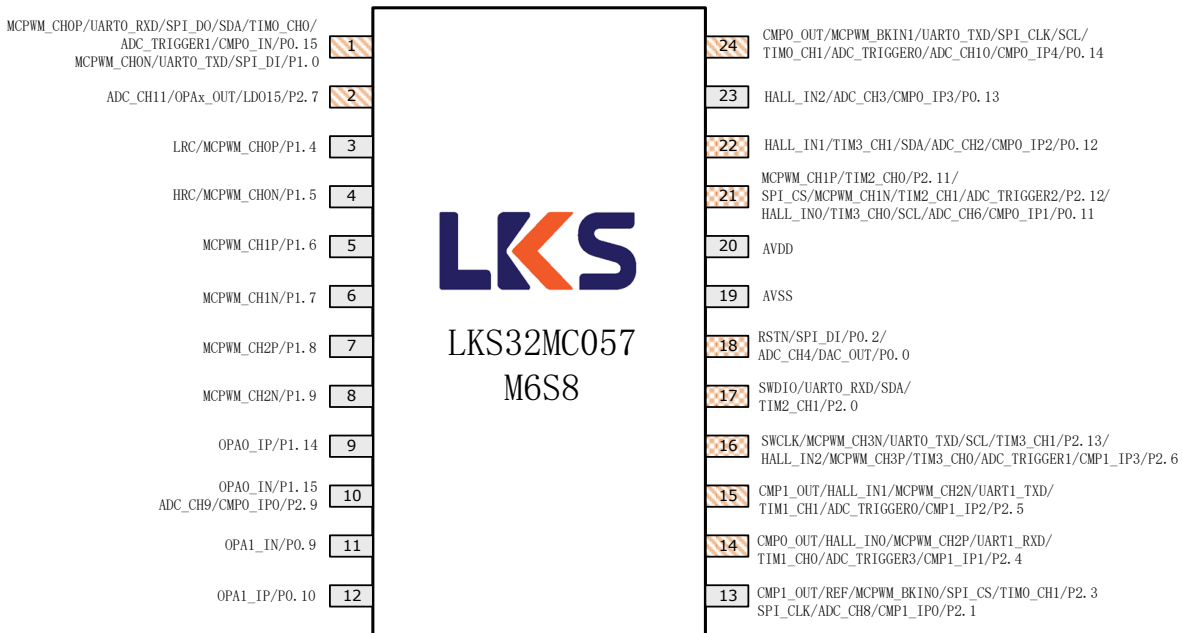 MCPWM_CH0P/UART0_RXD/SPI_DO/SDA/TIM0_CH0/
ADC_TRIGGER1/CMP0_IN/P0.15
MCPWM_CH0N/UART0_TXD/SPI_DI/P1.0
1
ADC_CH11/OPAx_OUT/LDO15/P2.7
2
LRC/MCPWM_CH0P/P1.4
3
HRC/MCPWM_CH0N/P1.5
4
MCPWM_CH1P/P1.6
5
MCPWM_CH1N/P1.7
6
MCPWM_CH2P/P1.8
7
MCPWM_CH2N/P1.9
8
OPA0_IP/P1.14
9
OPA0_IN/P1.15
ADC_CH9/CMP0_IP0/P2.9
10
OPA1_IN/P0.9
11
OPA1_IP/P0.10
12
LKS
LKS32MC057
M6S8
24
CMP0_OUT/MCPWM_BKIN1/UART0_TXD/SPI_CLK/SCL/
TIM0_CH1/ADC_TRIGGER0/ADC_CH10/CMP0_IP4/P0.14
23
HALL_IN2/ADC_CH3/CMP0_IP3/P0.13
22
HALL_IN1/TIM3_CH1/SDA/ADC_CH2/CMP0_IP2/P0.12
21
MCPWM_CH1P/TIM2_CH0/P2.11/
SPI_CS/MCPWM_CH1N/TIM2_CH1/ADC_TRIGGER2/P2.12/
HALL_IN0/TIM3_CH0/SCL/ADC_CH6/CMP0_IP1/P0.11
20
AVDD
19
AVSS
18
RSTN/SPI_DI/P0.2/
ADC_CH4/DAC_OUT/P0.0
17
SWDIO/UART0_RXD/SDA/
TIM2_CH1/P2.0
16
SWCLK/MCPWM_CH3N/UART0_TXD/SCL/TIM3_CH1/P2.13/
HALL_IN2/MCPWM_CH3P/TIM3_CH0/ADC_TRIGGER1/CMP1_IP3/P2.6
15
CMP1_OUT/HALL_IN1/MCPWM_CH2N/UART1_TXD/
TIM1_CH1/ADC_TRIGGER0/CMP1_IP2/P2.5
14
CMP0_OUT/HALL_IN0/MCPWM_CH2P/UART1_RXD/
TIM1_CH0/ADC_TRIGGER3/CMP1_IP1/P2.4
13
CMP1_OUT/REF/MCPWM_BKIN0/SPI_CS/TIM0_CH1/P2.3
SPI_CLK/ADC_CH8/CMP1_IP0/P2.1